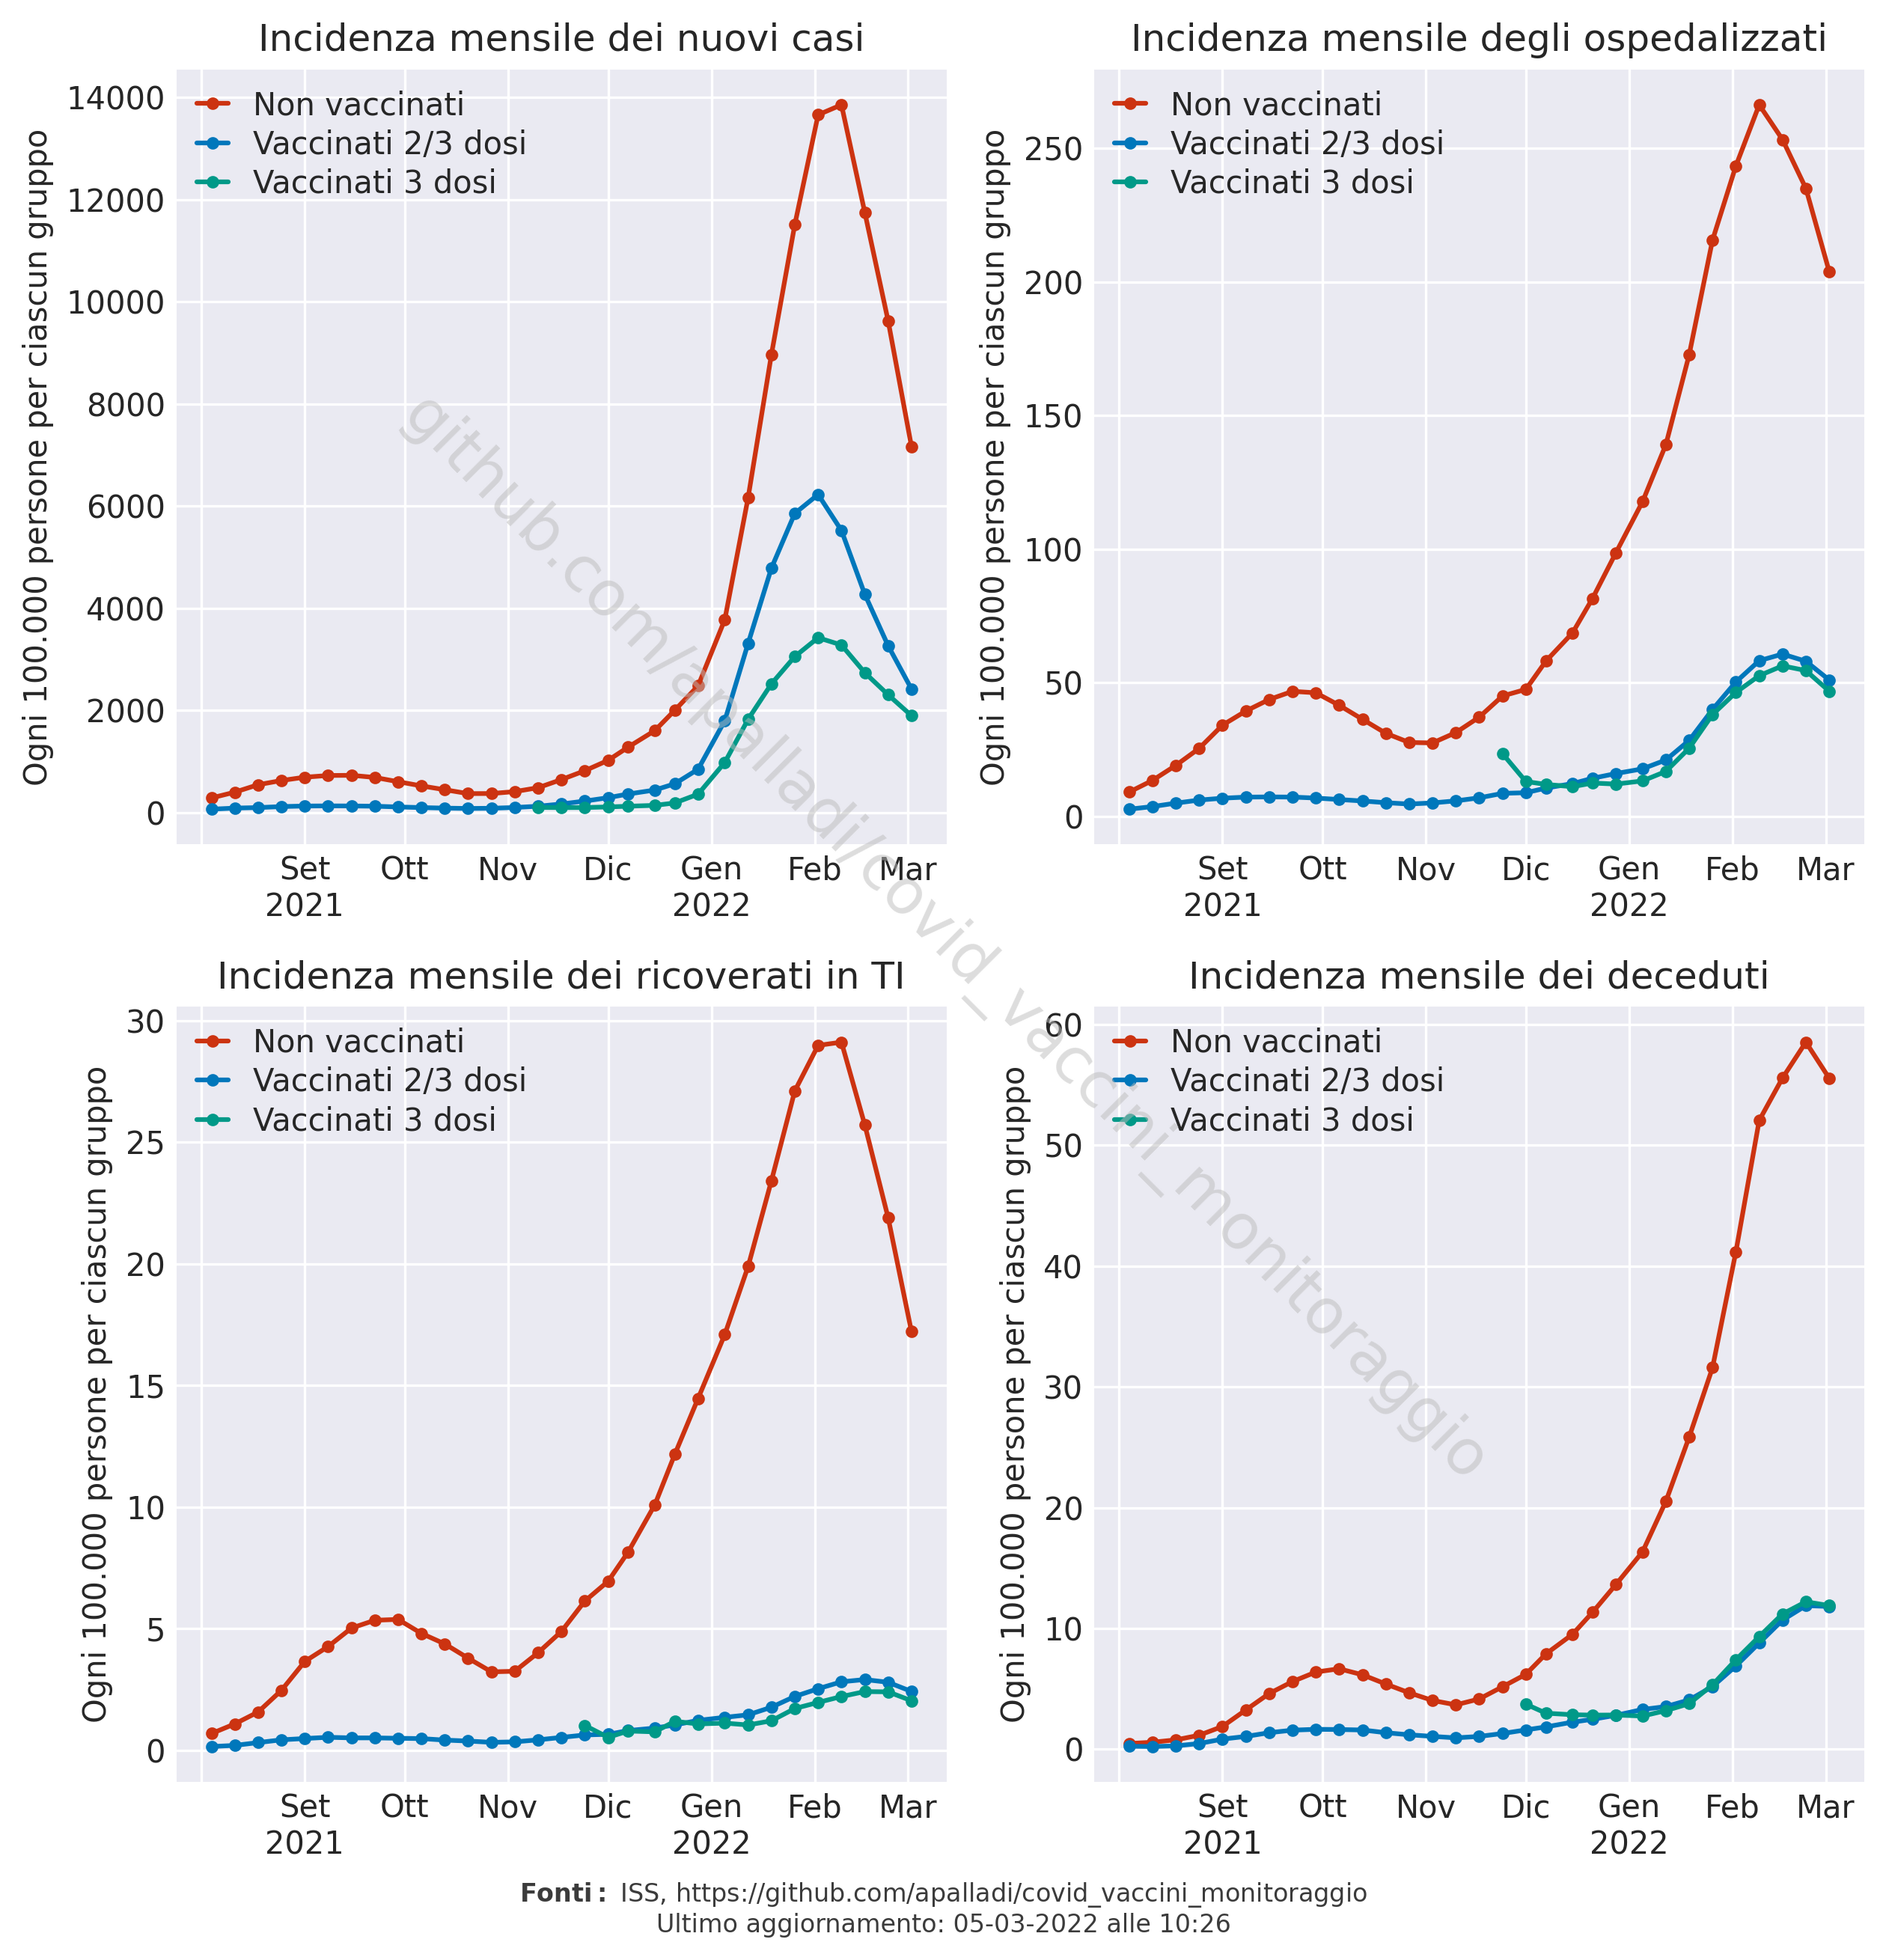 Incidenza mensile dei nuovi casi
Ogni 100.000 persone per ciascun gruppo
14000
12000
10000
8000
6000
4000
2000
0
Non vaccinati
Vaccinati 2/3 dosi
Vaccinati 3 dosi
Set Ott Nov Dic Gen Feb Mar
2021 2022
Incidenza mensile degli ospedalizzati
Ogni 100.000 persone per ciascun gruppo
250
200
150
100
50
0
Non vaccinati
Vaccinati 2/3 dosi
Vaccinati 3 dosi
Set Ott Nov Dic Gen Feb Mar
2021 2022
Incidenza mensile dei ricoverati in TI
Ogni 100.000 persone per ciascun gruppo
30
25
20
15
10
5
0
Non vaccinati
Vaccinati 2/3 dosi
Vaccinati 3 dosi
Set Ott Nov Dic Gen Feb Mar
2021 2022
Incidenza mensile dei deceduti
Ogni 100.000 persone per ciascun gruppo
60
50
40
30
20
10
0
Non vaccinati
Vaccinati 2/3 dosi
Vaccinati 3 dosi
Set Ott Nov Dic Gen Feb Mar
2021 2022
github.com/apalladi/covid_vaccini_monitoraggio
Fonti: ISS, https://github.com/apalladi/covid_vaccini_monitoraggio
Ultimo aggiornamento: 05-03-2022 alle 10:26